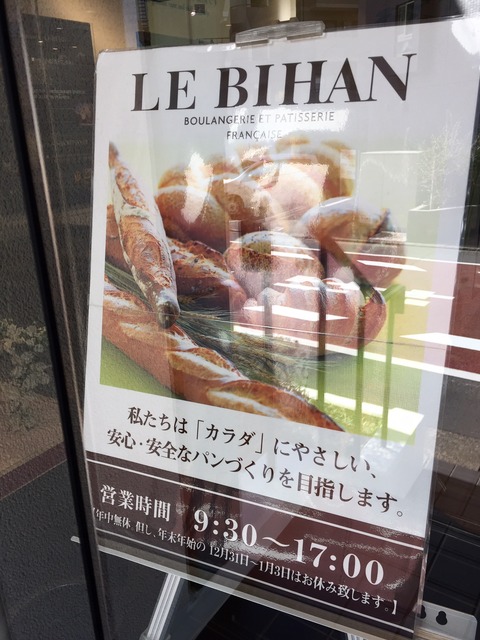 LE BIHAN
BOULANGERIE ET PATISSERIE
FRANÇAISE
私たちは「カラダ」にやさしい、
安心・安全なパンづくりを目指します。
営業時間 9:30〜17:00
【年中無休 但し、年末年始の12月31日〜1月3日はお休み致します。】